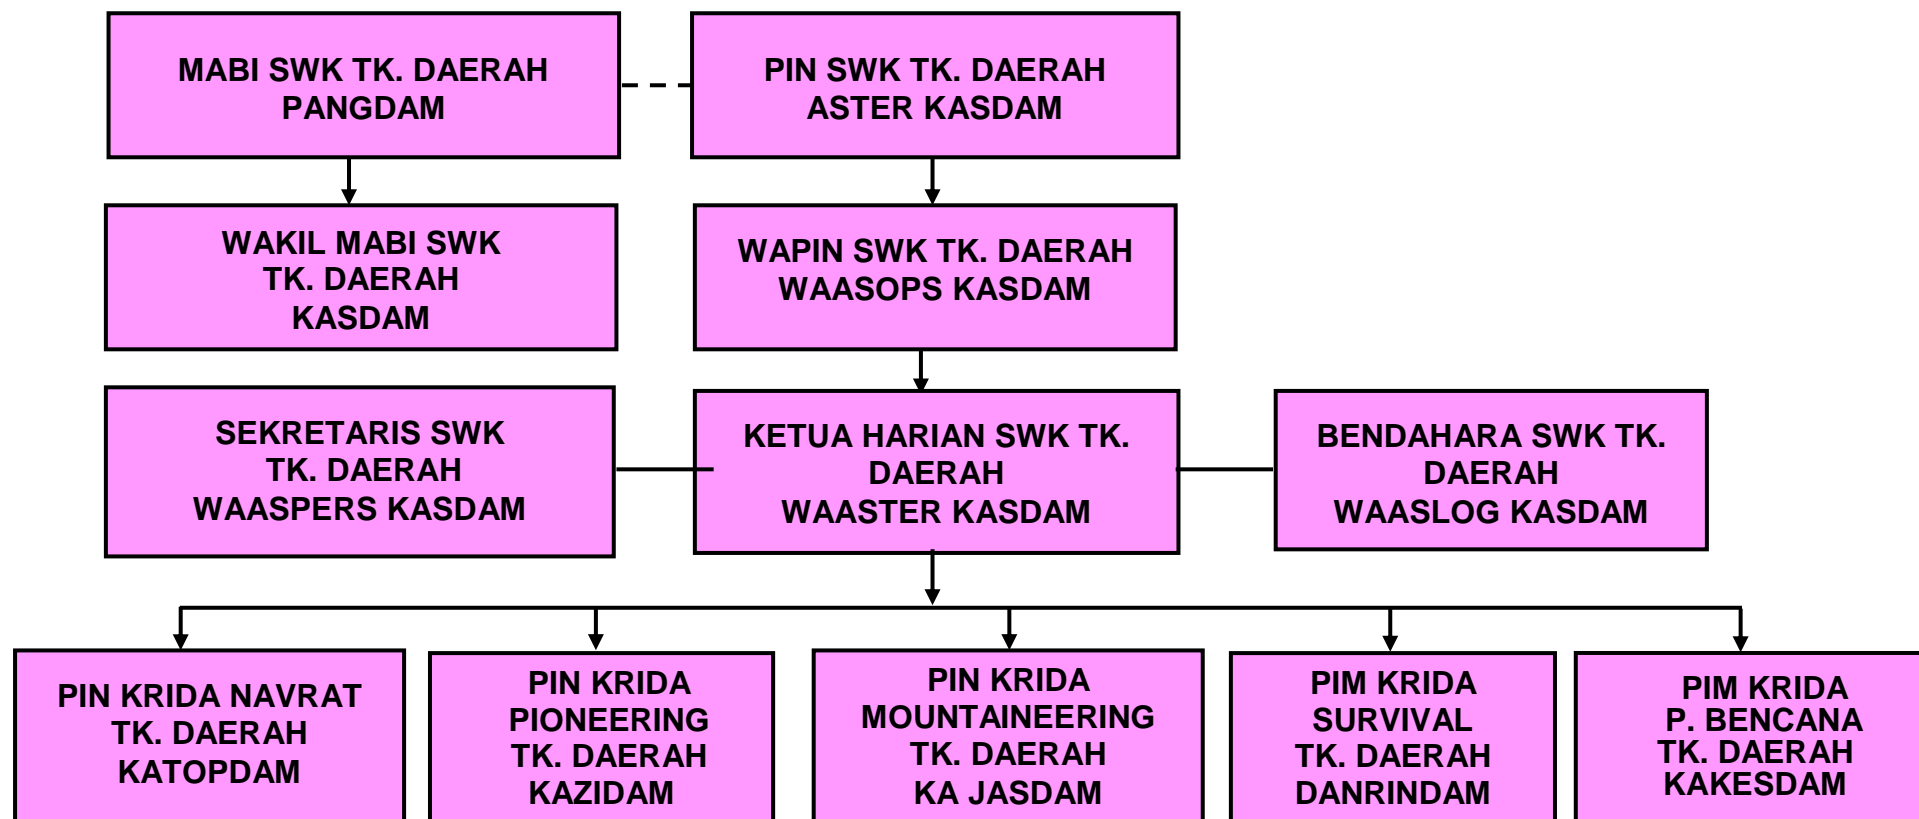 MABI SWK TK. DAERAH
PANGDAM
PIN SWK TK. DAERAH
ASTER KASDAM
WAKIL MABI SWK
TK. DAERAH
KASDAM
WAPIN SWK TK. DAERAH
WAASOPS KASDAM
SEKRETARIS SWK
TK. DAERAH
WAASPERS KASDAM
KETUA HARIAN SWK TK.
DAERAH
WAASTER KASDAM
BENDAHARA SWK TK.
DAERAH
WAASLOG KASDAM
PIN KRIDA NAVRAT
TK. DAERAH
KATOPDAM
PIN KRIDA
PIONEERING
TK. DAERAH
KAZIDAM
PIN KRIDA
MOUNTAINEERING
TK. DAERAH
KA JASDAM
PIM KRIDA
SURVIVAL
TK. DAERAH
DANRINDAM
PIM KRIDA
P. BENCANA
TK. DAERAH
KAKESDAM